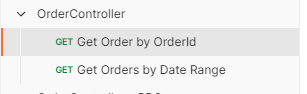 OrderController
GET Get Order by OrderId
GET Get Orders by Date Range